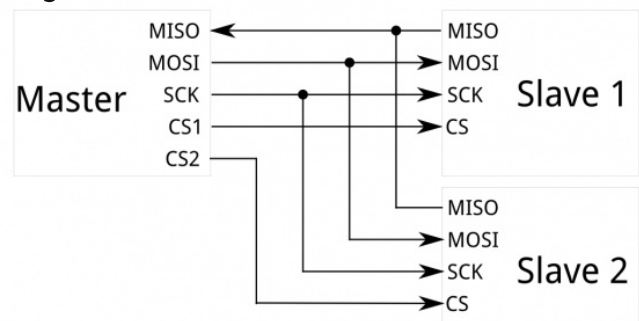 MISO
MOSI
SCK
CS1
CS2
Master
MISO
MOSI
SCK
CS
Slave 1
MISO
MOSI
SCK
CS
Slave 2